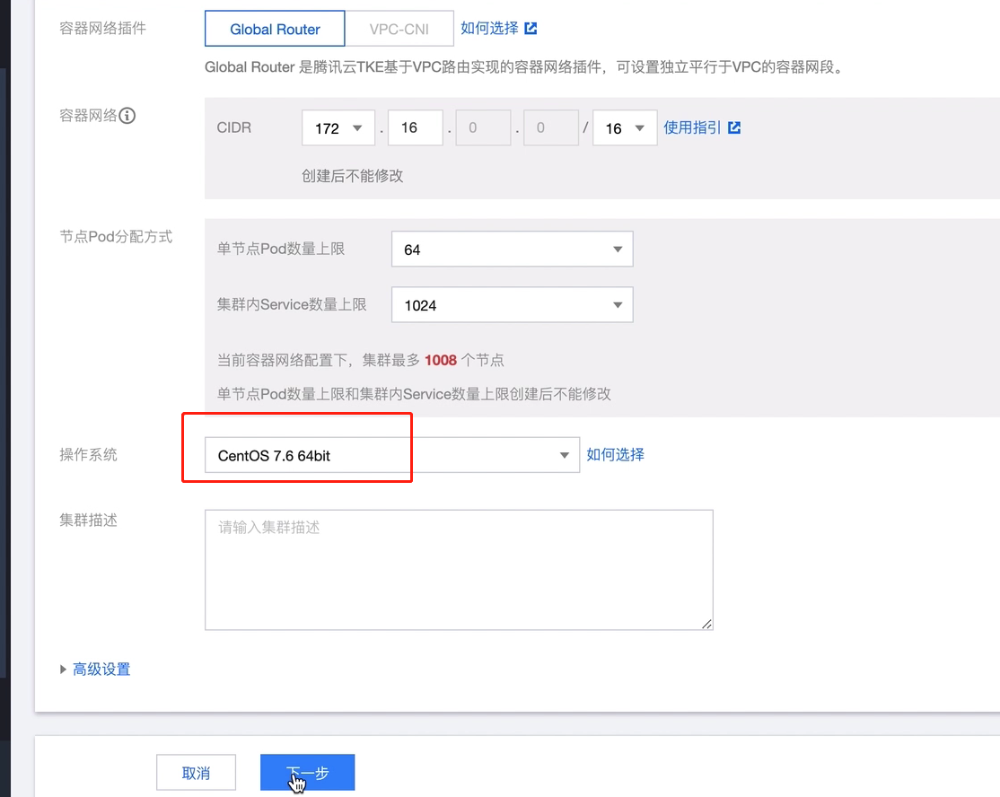 容器网络插件 Global Router VPC-CNI 如何选择
Global Router 是腾讯云TKE基于VPC路由实现的容器网络插件，可设置独立平行于VPC的容器网段。
容器网络 CIDR 172 . 16 . 0 . 0 / 16 使用指引
创建后不能修改
节点Pod分配方式 单节点Pod数量上限 64
集群内Service数量上限 1024
当前容器网络配置下，集群最多 1008 个节点
单节点Pod数量上限和集群内Service数量上限创建后不能修改
操作系统 CentOS 7.6 64bit 如何选择
集群描述 请输入集群描述
高级设置
取消 下一步